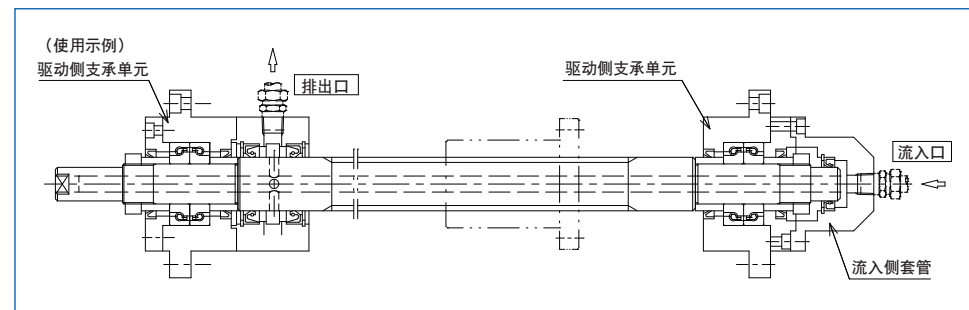 （使用示例）
驱动侧支承单元
排出口
驱动侧支承单元
流入口
流入侧套管